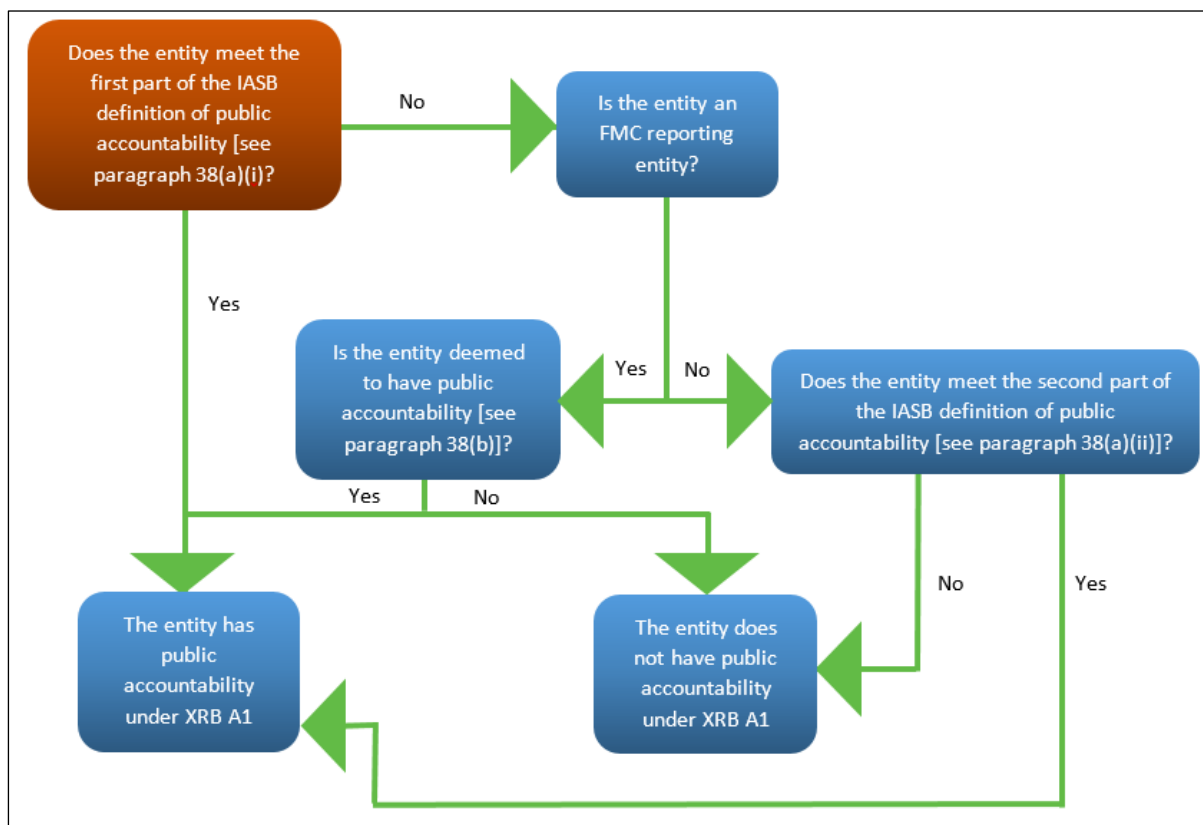 Does the entity meet the
first part of the IASB
definition of public
accountability [see
paragraph 38(a)(i)?
No
Is the entity an
FMC reporting
entity?
Yes
Is the entity deemed
to have public
accountability [see
paragraph 38(b)]?
Yes
No
Does the entity meet the second part of
the IASB definition of public
accountability [see paragraph 38(a)(ii)]?
Yes
No
No
Yes
The entity has
public
accountability
under XRB A1
The entity does
not have public
accountability
under XRB A1